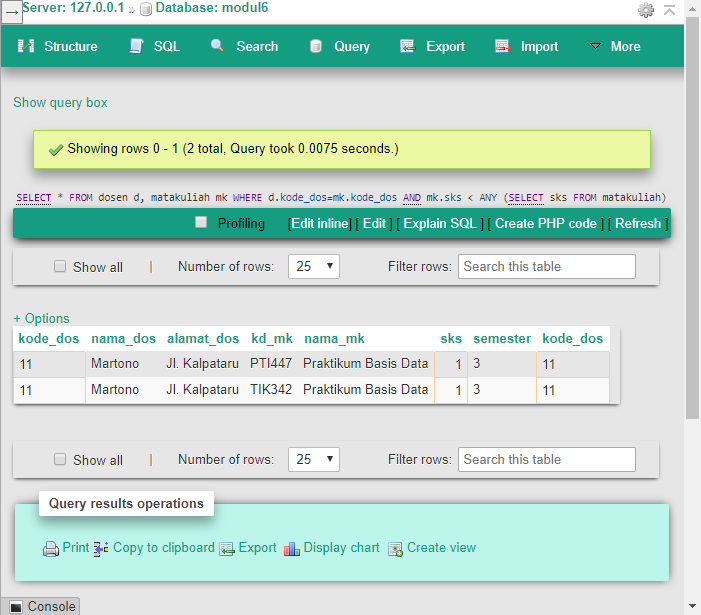 Server: 127.0.0.1 » Database: modul6
Structure SQL Search Query Export Import More
Show query box
Showing rows 0 - 1 (2 total, Query took 0.0075 seconds.)
SELECT * FROM dosen d, matakuliah mk WHERE d.kode_dos=mk.kode_dos AND mk.sks < ANY (SELECT sks FROM matakuliah)
Profiling [Edit inline] [ Edit ] [ Explain SQL ] [ Create PHP code ] [ Refresh ]
Show all | Number of rows: 25 Filter rows: Search this table
+ Options
kode_dos nama_dos alamat_dos kd_mk nama_mk sks semester kode_dos
11 Martono Jl. Kalpataru PTI447 Praktikum Basis Data 1 3 11
11 Martono Jl. Kalpataru TIK342 Praktikum Basis Data 1 3 11
Show all | Number of rows: 25 Filter rows: Search this table
Query results operations
Print Copy to clipboard Export Display chart Create view
Console